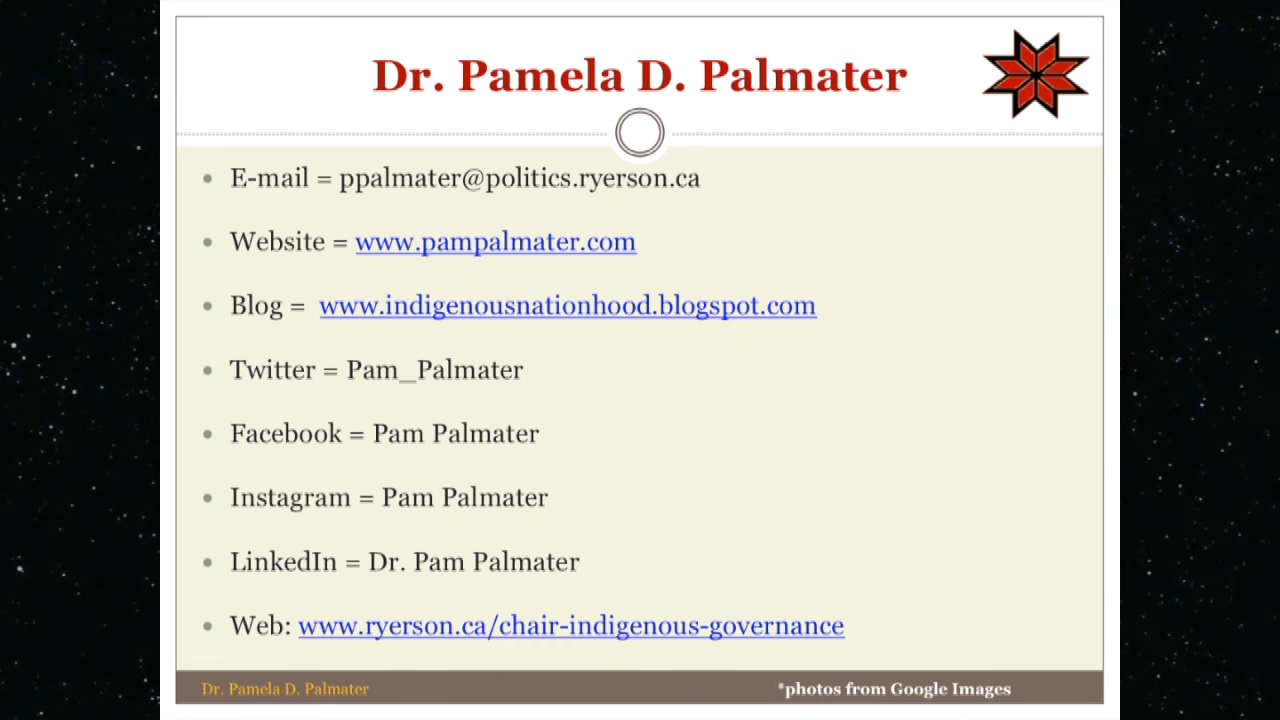 Dr. Pamela D. Palmater
E-mail = ppalmater@politics.ryerson.ca
Website = www.pampalmater.com
Blog = www.indigenousnationhood.blogspot.com
Twitter = Pam_Palmater
Facebook = Pam Palmater
Instagram = Pam Palmater
LinkedIn = Dr. Pam Palmater
Web: www.ryerson.ca/chair-indigenous-governance
Dr. Pamela D. Palmater
*photos from Google Images